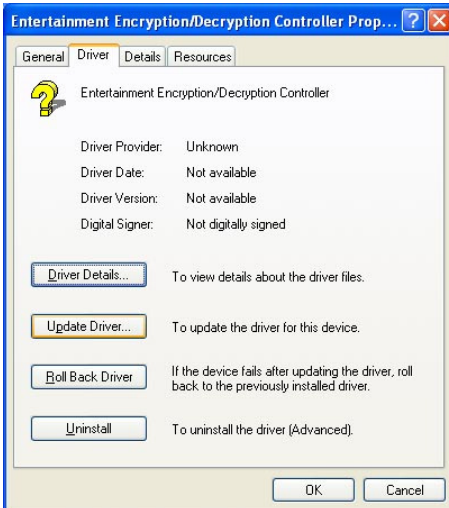 Entertainment Encryption/Decryption Controller Prop...
General Driver Details Resources
Entertainment Encryption/Decryption Controller
Driver Provider: Unknown
Driver Date: Not available
Driver Version: Not available
Digital Signer: Not digitally signed
Driver Details... To view details about the driver files.
Update Driver... To update the driver for this device.
Roll Back Driver If the device fails after updating the driver, roll
back to the previously installed driver.
Uninstall To uninstall the driver (Advanced).
OK Cancel